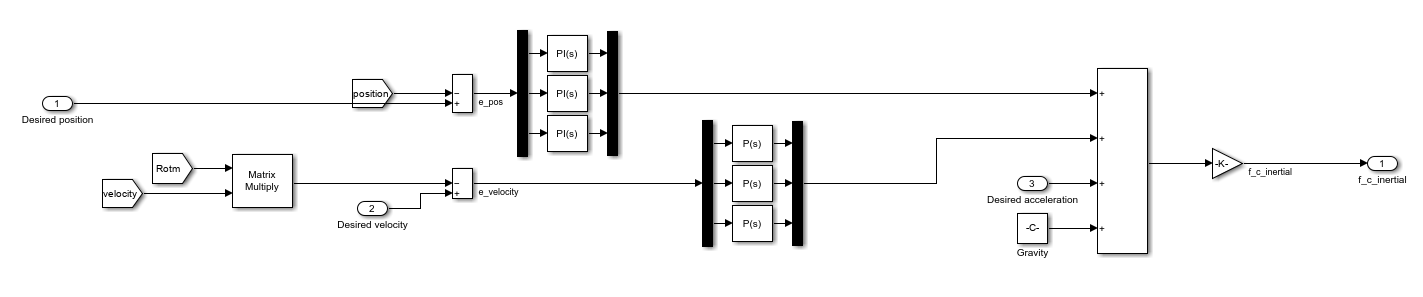 PI(s)
position
−
+
e_pos
PI(s)
+
1
Desired position
PI(s)
P(s)
+
Rotm
velocity
Matrix
Multiply
−
+
e_velocity
2
Desired velocity
P(s)
P(s)
3
Desired acceleration
+
-C-
Gravity
+
-K-
f_c_inertial
1
f_c_inertial